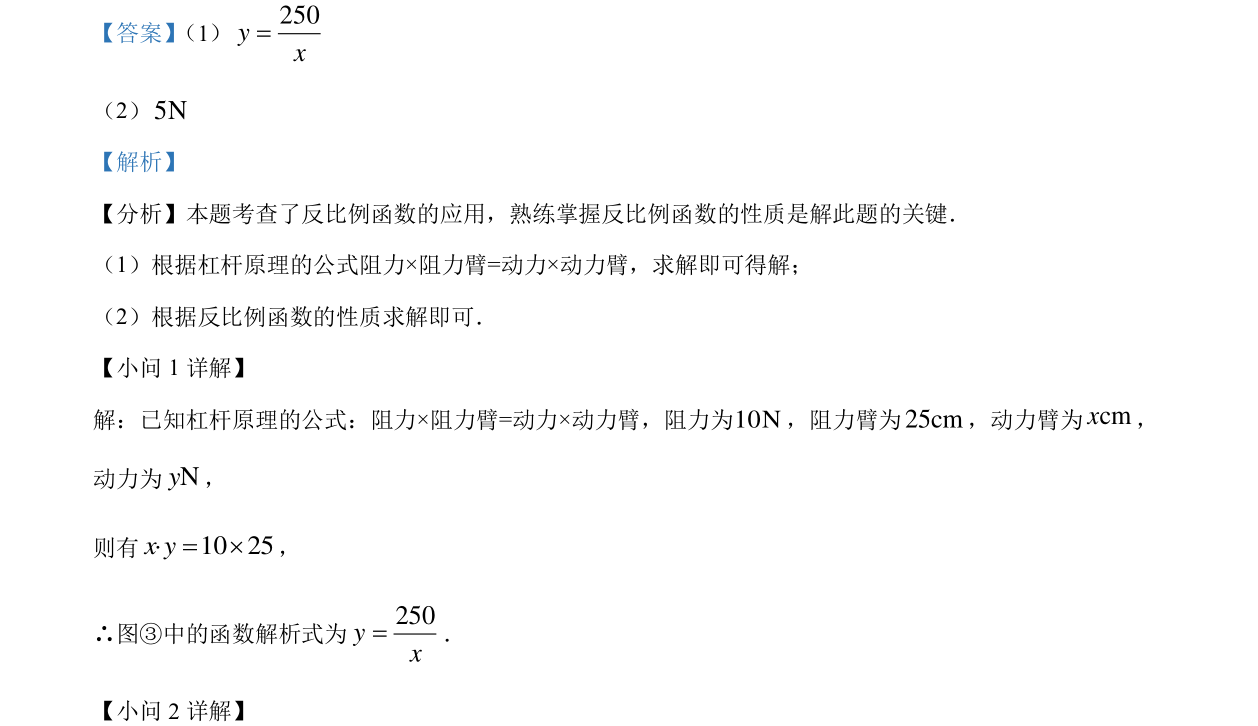 【答案】（1） y = 250/x
（2） 5N
【解析】
【分析】本题考查了反比例函数的应用，熟练掌握反比例函数的性质是解此题的关键．
（1）根据杠杆原理的公式阻力×阻力臂=动力×动力臂，求解即可得解；
（2）根据反比例函数的性质求解即可．
【小问 1 详解】
解：已知杠杆原理的公式：阻力×阻力臂=动力×动力臂，阻力为10N，阻力臂为25cm，动力臂为xcm，
动力为yN，
则有 x·y =10×25，
∴图③中的函数解析式为 y = 250/x．
【小问 2 详解】